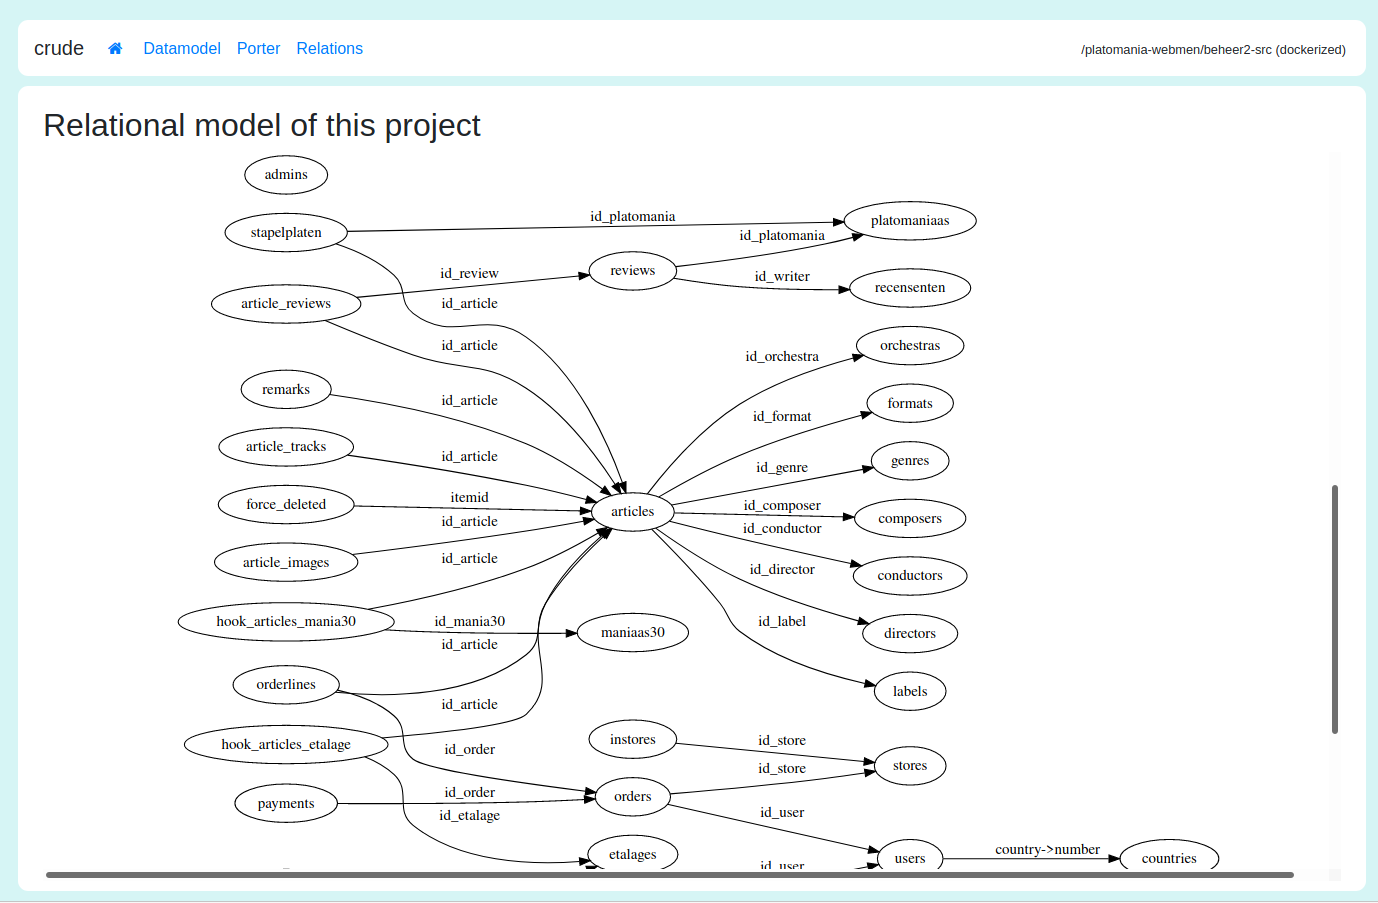 crude Datamodel Porter Relations /platomania-webmen/beheer2-src (dockerized)
Relational model of this project
admins
stapelplaten
id_platomania
platomaniaas
id_platomania
article_reviews
id_review
reviews
id_writer
recensenten
id_article
id_article
id_orchestra
orchestras
remarks
id_article
id_format
formats
article_tracks
id_article
id_genre
genres
force_deleted
itemid
articles
id_composer
composers
id_article
id_conductor
article_images
id_article
id_director
conductors
hook_articles_mania30
id_mania30
maniaas30
id_label
directors
id_article
orderlines
labels
id_article
hook_articles_etalage
instores
id_store
stores
id_order
id_store
payments
id_order
orders
id_user
id_etalage
etalages
id_user
users
country->number
countries